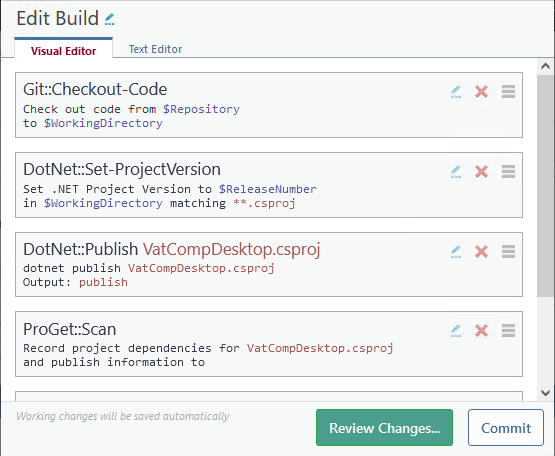 Edit Build
Visual Editor
Text Editor
Git::Checkout-Code
Check out code from $Repository
to $WorkingDirectory
DotNet::Set-ProjectVersion
Set .NET Project Version to $ReleaseNumber
in $WorkingDirectory matching **.csproj
DotNet::Publish VatCompDesktop.csproj
dotnet publish VatCompDesktop.csproj
Output: publish
ProGet::Scan
Record project dependencies for VatCompDesktop.csproj
and publish information to
Working changes will be saved automatically
Review Changes...
Commit